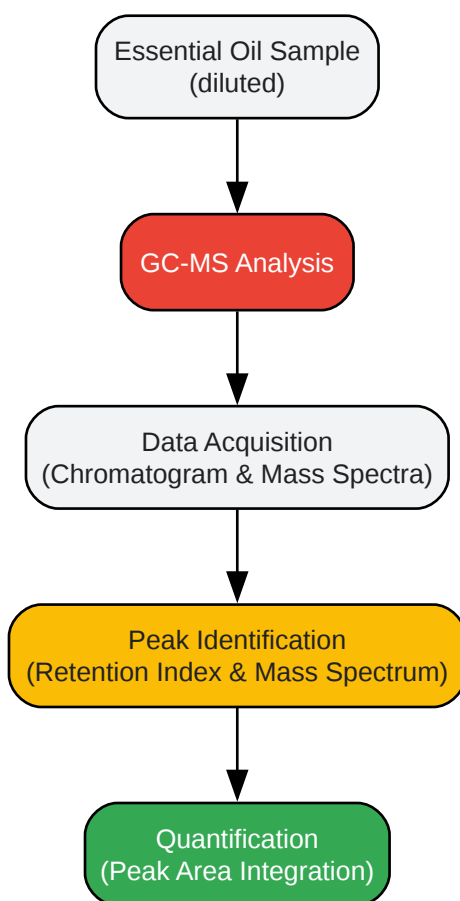 Essential Oil Sample
(diluted)
GC-MS Analysis
Data Acquisition
(Chromatogram & Mass Spectra)
Peak Identification
(Retention Index & Mass Spectrum)
Quantification
(Peak Area Integration)